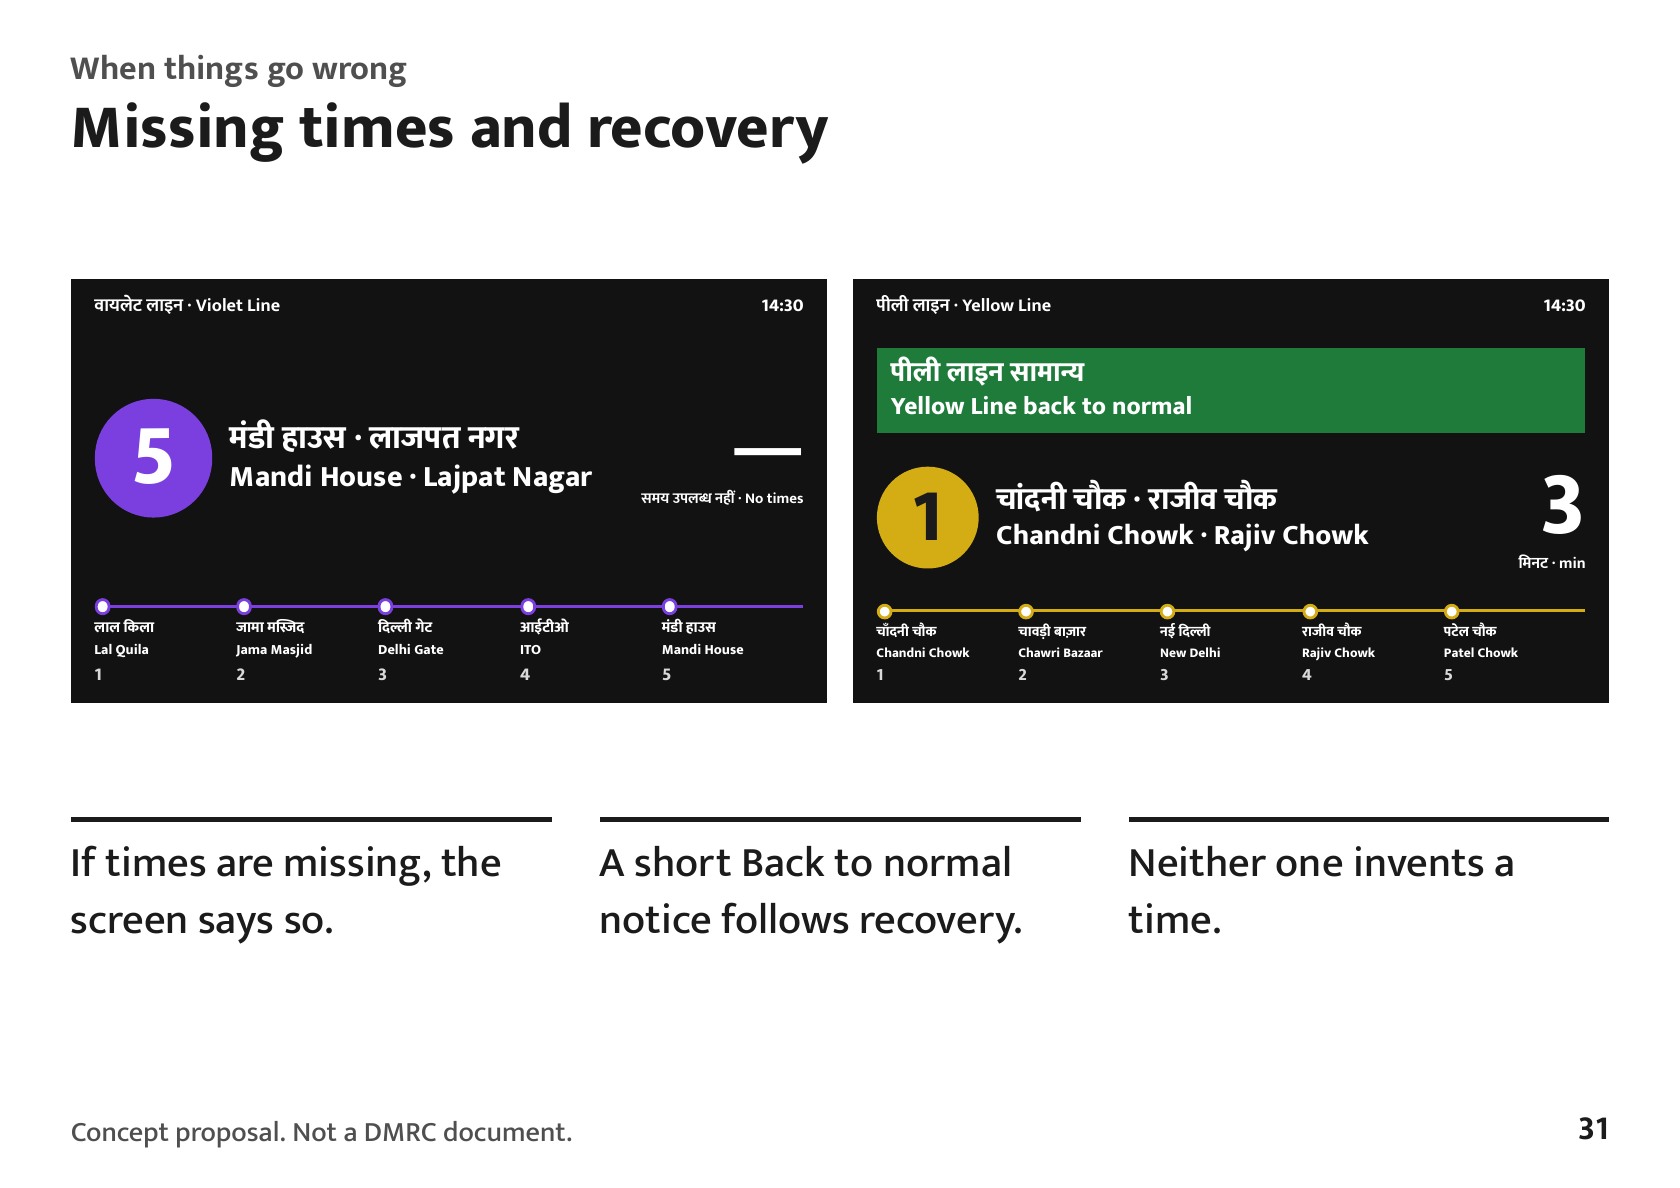 When things go wrong
Missing times and recovery
वायलेट लाइन · Violet Line
14:30
5
मंडी हाउस · लाजपत नगर
Mandi House · Lajpat Nagar
—
समय उपलब्ध नहीं · No times
लाल किला
Lal Quila
1
जामा मस्जिद
Jama Masjid
2
दिल्ली गेट
Delhi Gate
3
आईटीओ
ITO
4
मंडी हाउस
Mandi House
5
पीली लाइन · Yellow Line
14:30
पीली लाइन सामान्य
Yellow Line back to normal
1
चांदनी चौक · राजीव चौक
Chandni Chowk · Rajiv Chowk
3
मिनट · min
चाँदनी चौक
Chandni Chowk
1
चावड़ी बाज़ार
Chawri Bazaar
2
नई दिल्ली
New Delhi
3
राजीव चौक
Rajiv Chowk
4
पटेल चौक
Patel Chowk
5
If times are missing, the
screen says so.
A short Back to normal
notice follows recovery.
Neither one invents a
time.
Concept proposal. Not a DMRC document.
31